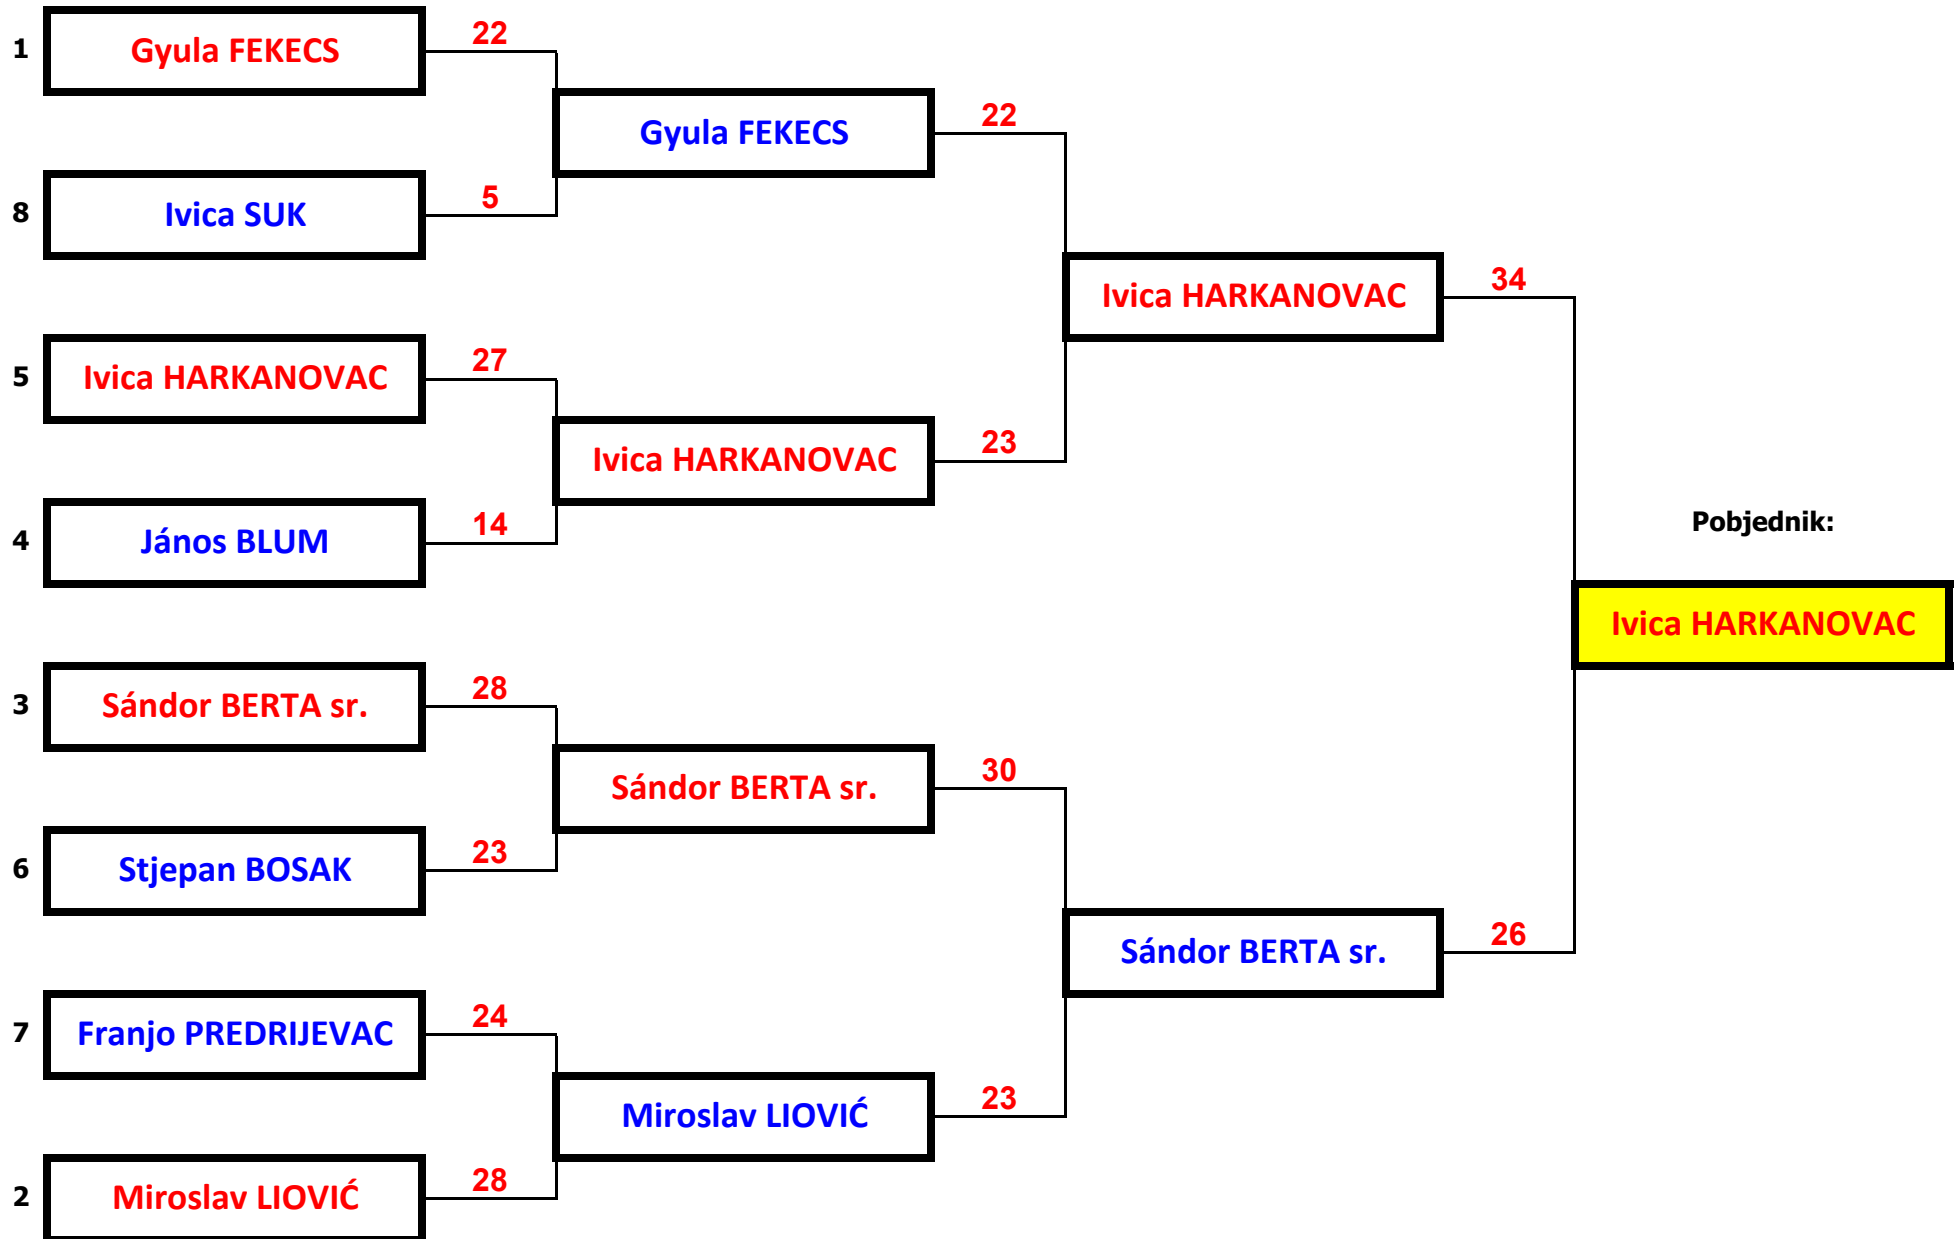 1 Gyula FEKECS 22
Gyula FEKECS 22
8 Ivica SUK 5
Ivica HARKANOVAC 34
5 Ivica HARKANOVAC 27
Ivica HARKANOVAC 23
4 János BLUM 14
Pobjednik:
Ivica HARKANOVAC
3 Sándor BERTA sr. 28
Sándor BERTA sr. 30
6 Stjepan BOSAK 23
Sándor BERTA sr. 26
7 Franjo PREDRIJEVAC 24
Miroslav LIOVIĆ 23
2 Miroslav LIOVIĆ 28